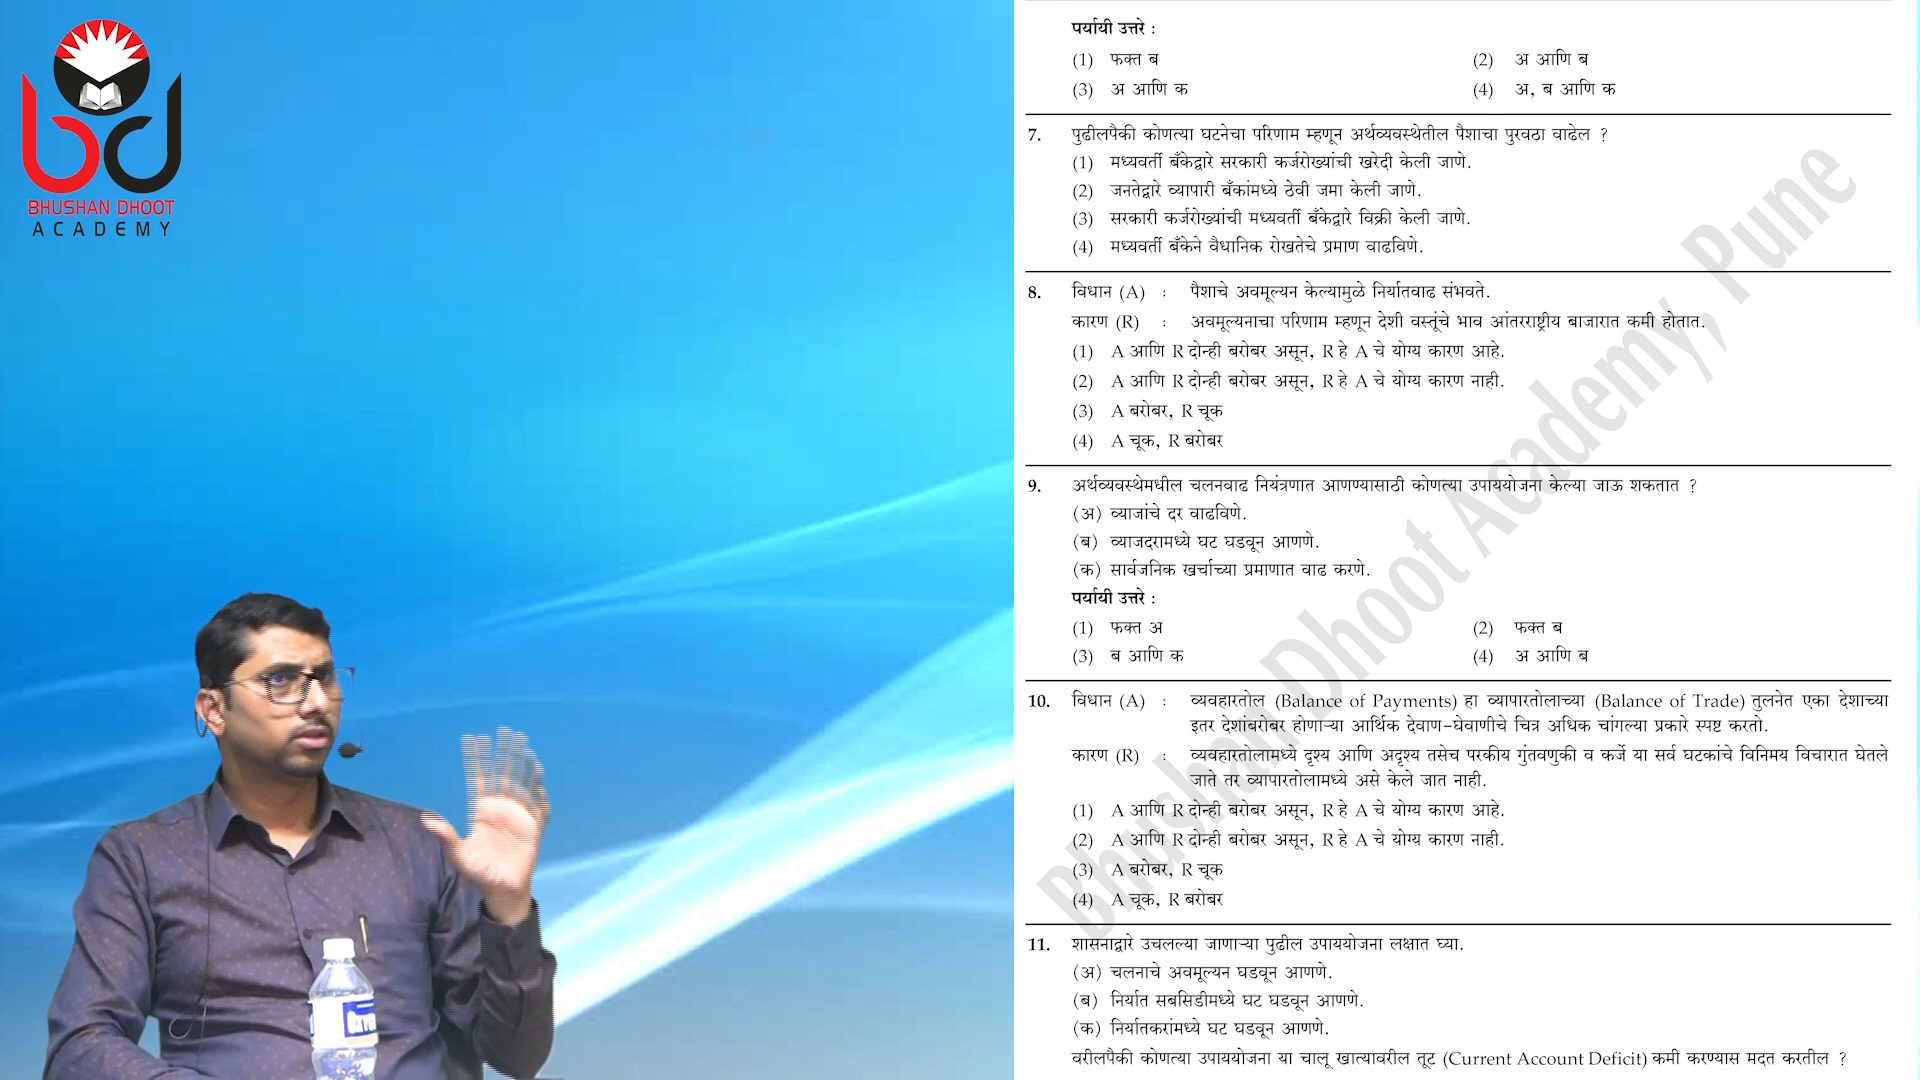 BHUSHAN DHOOT
ACADEMY
पर्यायी उत्तरे :
(1) फक्त ब (2) अ आणि ब
(3) अ आणि क (4) अ, ब आणि क
7. पुढीलपैकी कोणत्या घटनेचा परिणाम म्हणून अर्थव्यवस्थेतील पैशाचा पुरवठा वाढेल ?
(1) मध्यवर्ती बँकेद्वारे सरकारी कर्जरोख्यांची खरेदी केली जाणे.
(2) जनतेद्वारे व्यापारी बँकांमध्ये ठेवी जमा केली जाणे.
(3) सरकारी कर्जरोख्यांची मध्यवर्ती बँकेद्वारे विक्री केली जाणे.
(4) मध्यवर्ती बँकेने वैधानिक रोखतेचे प्रमाण वाढविणे.
8. विधान (A) : पैशाचे अवमूल्यन केल्यामुळे निर्यातवाढ संभवते.
कारण (R) : अवमूल्यनाचा परिणाम म्हणून देशी वस्तूंचे भाव आंतरराष्ट्रीय बाजारात कमी होतात.
(1) A आणि R दोन्ही बरोबर असून, R हे A चे योग्य कारण आहे.
(2) A आणि R दोन्ही बरोबर असून, R हे A चे योग्य कारण नाही.
(3) A बरोबर, R चूक
(4) A चूक, R बरोबर
9. अर्थव्यवस्थेमधील चलनवाढ नियंत्रणात आणण्यासाठी कोणत्या उपाययोजना केल्या जाऊ शकतात ?
(अ) व्याजांचे दर वाढविणे.
(ब) व्याजदरामध्ये घट घडवून आणणे.
(क) सार्वजनिक खर्चाच्या प्रमाणात वाढ करणे.
पर्यायी उत्तरे :
(1) फक्त अ (2) फक्त ब
(3) ब आणि क (4) अ आणि ब
10. विधान (A) : व्यवहारतोल (Balance of Payments) हा व्यापारतोलाच्या (Balance of Trade) तुलनेत एका देशाच्या
इतर देशांबरोबर होणाऱ्या आर्थिक देवाण-घेवाणीचे चित्र अधिक चांगल्या प्रकारे स्पष्ट करतो.
कारण (R) : व्यवहारतोलामध्ये दृश्य आणि अदृश्य तसेच परकीय गुंतवणुकी व कर्जे या सर्व घटकांचे विनिमय विचारात घेतले
जाते तर व्यापारतोलामध्ये असे केले जात नाही.
(1) A आणि R दोन्ही बरोबर असून, R हे A चे योग्य कारण आहे.
(2) A आणि R दोन्ही बरोबर असून, R हे A चे योग्य कारण नाही.
(3) A बरोबर, R चूक
(4) A चूक, R बरोबर
11. शासनाद्वारे उचलल्या जाणाऱ्या पुढील उपाययोजना लक्षात घ्या.
(अ) चलनाचे अवमूल्यन घडवून आणणे.
(ब) निर्यात सबसिडीमध्ये घट घडवून आणणे.
(क) निर्यातकरांमध्ये घट घडवून आणणे.
वरीलपैकी कोणत्या उपाययोजना या चालू खात्यावरील तूट (Current Account Deficit) कमी करण्यास मदत करतील ?
Bhushan Dhoot Academy, Pune